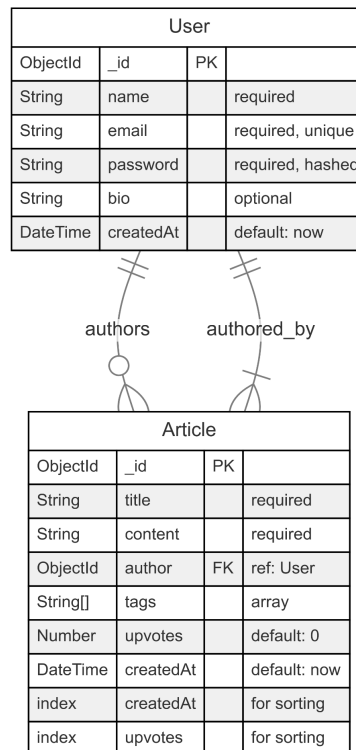 User
ObjectId _id PK
String name required
String email required, unique
String password required, hashed
String bio optional
DateTime createdAt default: now
authors authored_by
Article
ObjectId _id PK
String title required
String content required
ObjectId author FK ref: User
String[] tags array
Number upvotes default: 0
DateTime createdAt default: now
index createdAt for sorting
index upvotes for sorting